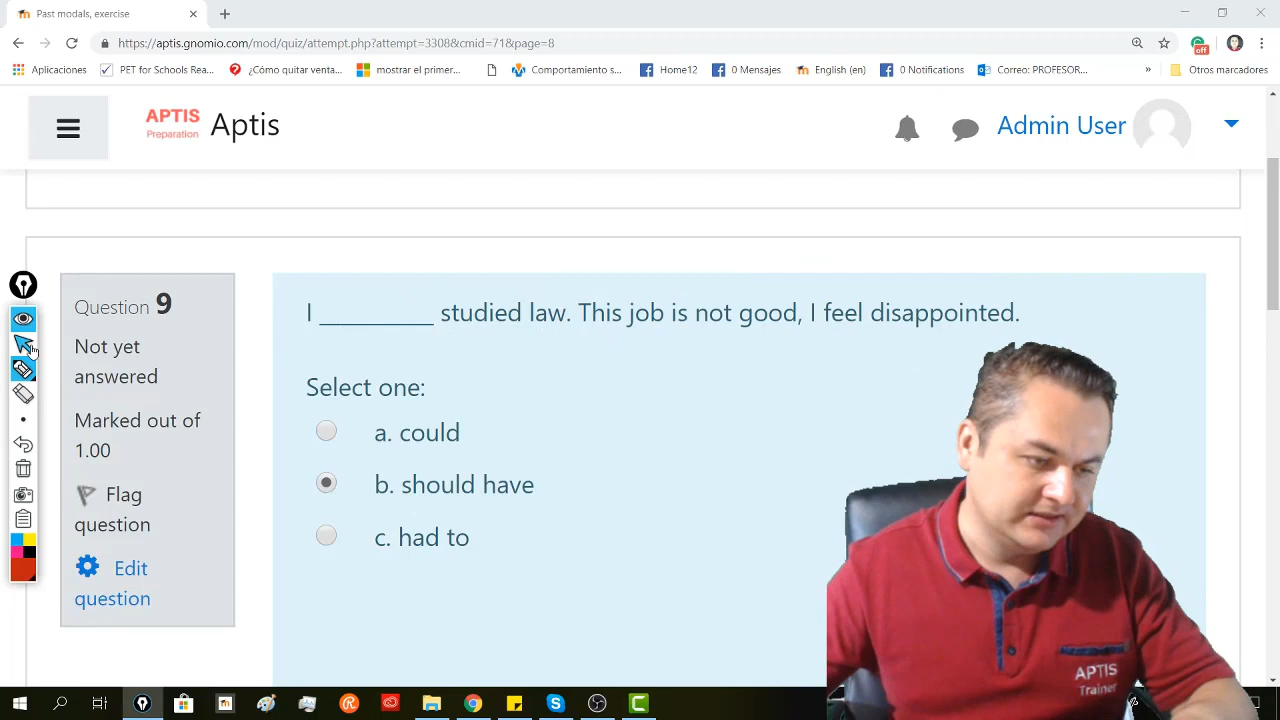 Past modals, exercise
https://aptis.gnomio.com/mod/quiz/attempt.php?attempt=3308&cmid=71&page=8
off
Aplicaciones
PET for Schools Rea...
¿Cómo quitar venta...
mostrar el primer...
Comportamiento s...
Home12
0 Mensajes
English (en)
0 Notifications
Correo: PROFESR...
»
Otros marcadores
APTIS
Preparation
Aptis
Admin User
Question 9
Not yet
answered
Marked out of
1.00
Flag
question
Edit
question
I __________ studied law. This job is not good, I feel disappointed.
Select one:
a. could
b. should have
c. had to
APTIS
Trainer